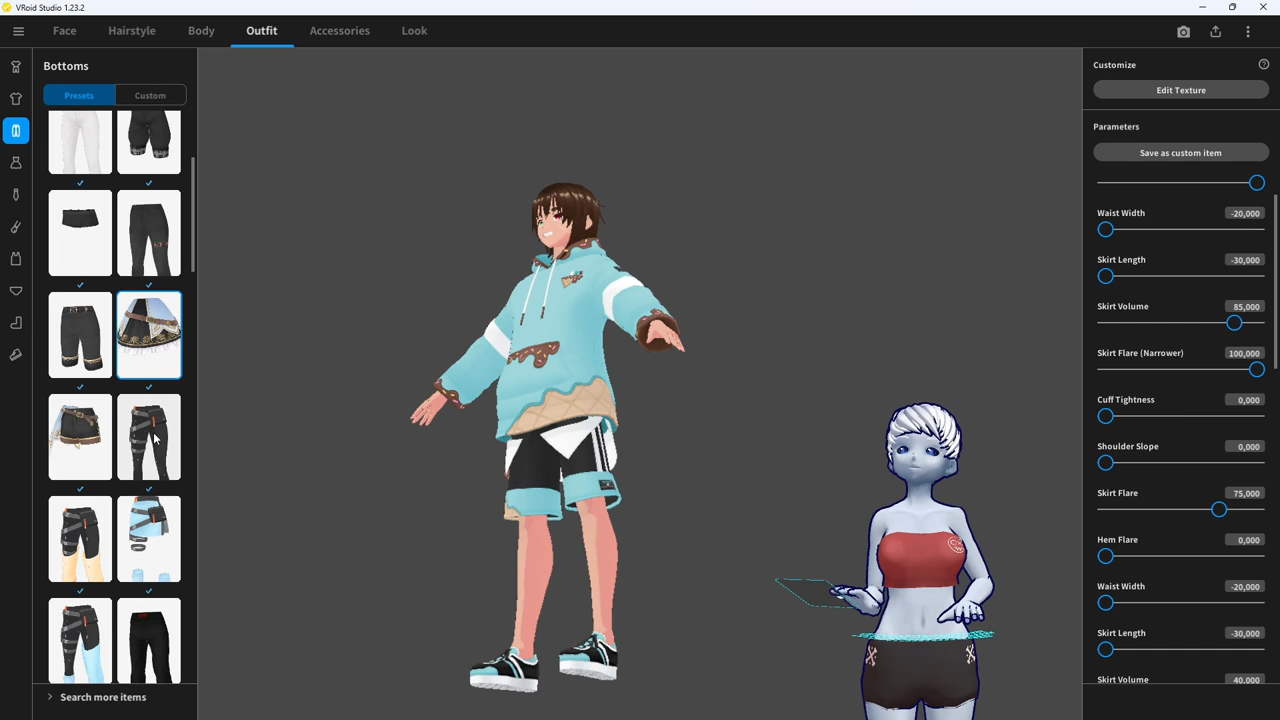 VRoid Studio 1.23.2
Face
Hairstyle
Body
Outfit
Accessories
Look
Bottoms
Presets
Custom
Search more items
Customize
Edit Texture
Parameters
Save as custom item
Waist Width -20,000
Skirt Length -30,000
Skirt Volume 85,000
Skirt Flare (Narrower) 100,000
Cuff Tightness 0,000
Shoulder Slope 0,000
Skirt Flare 75,000
Hem Flare 0,000
Waist Width -20,000
Skirt Length -30,000
Skirt Volume 40,000